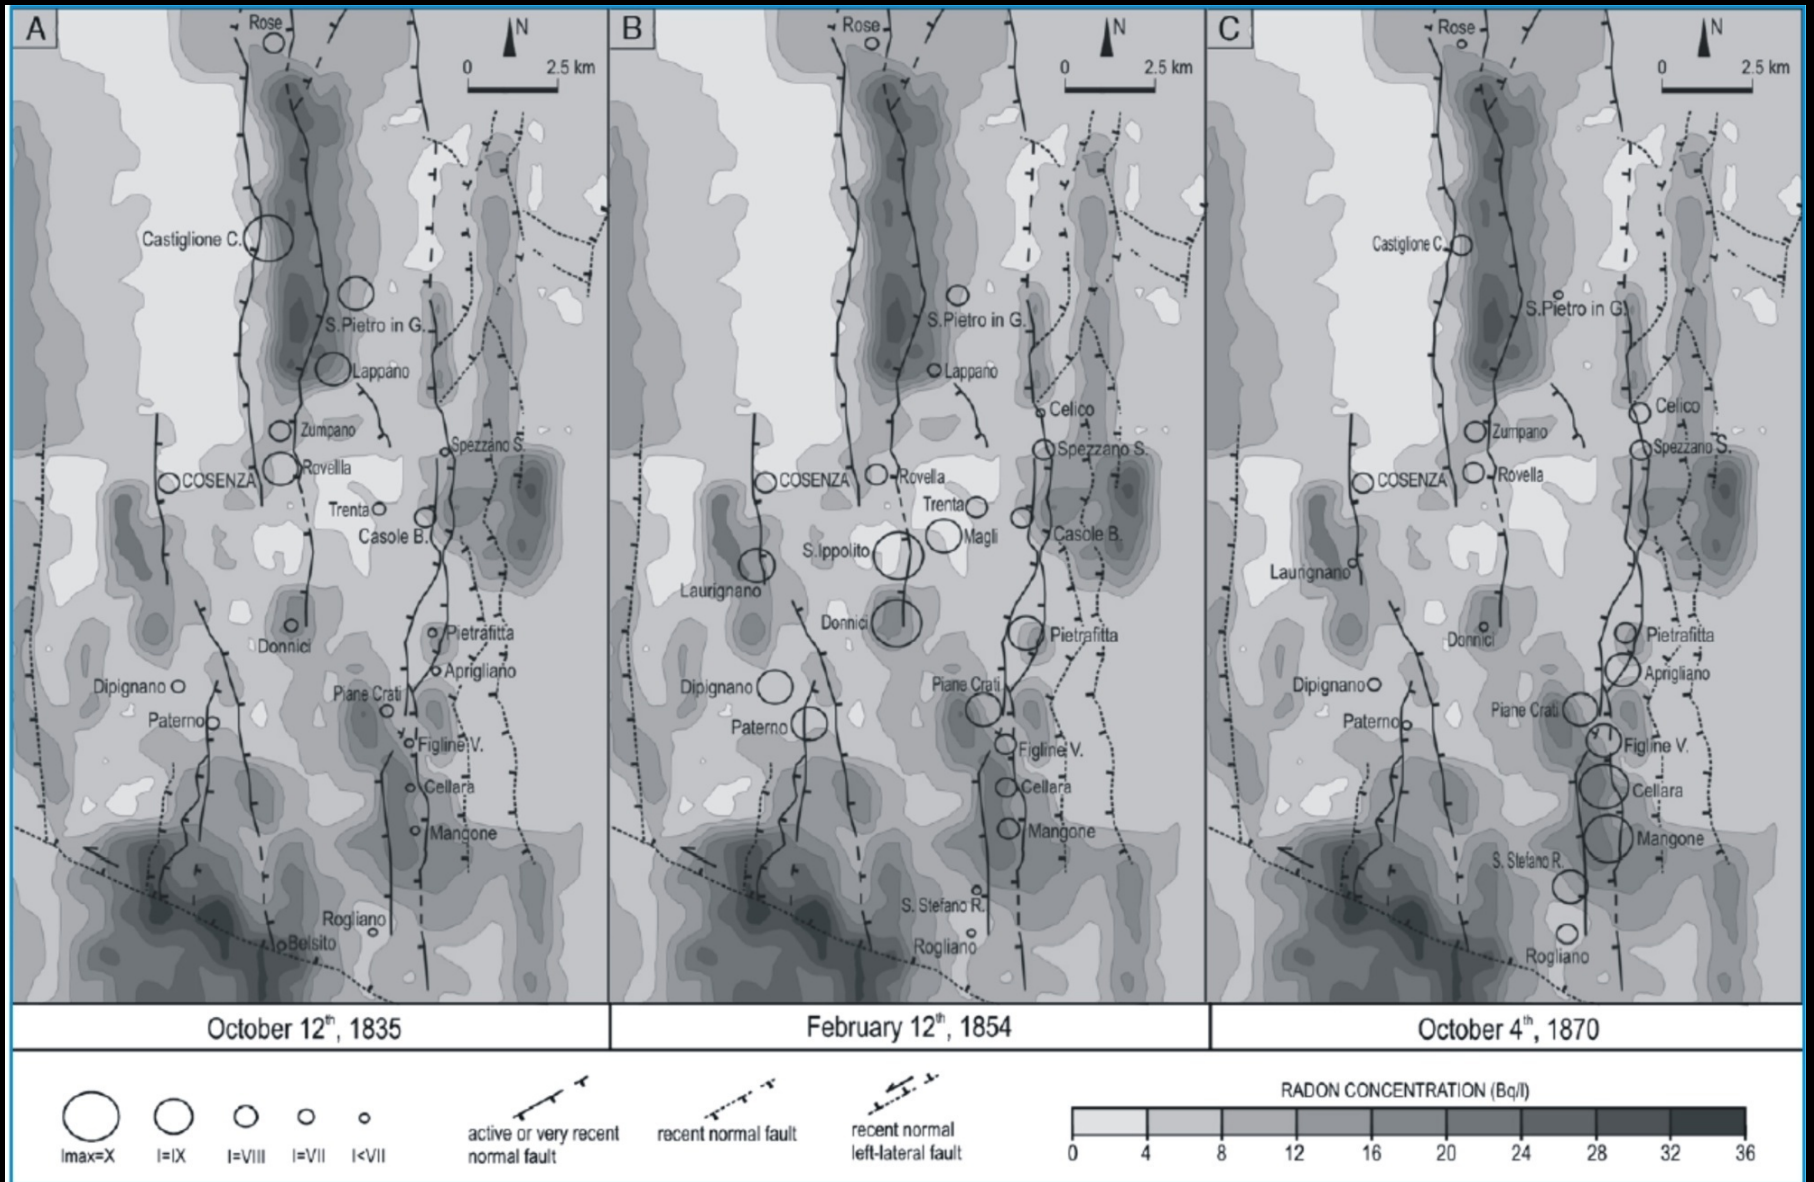 A
Rose
N
0 2.5 km
Castiglione C.
S.Pietro in G.
Lappano
Zumpano
Spezzano S.
Rovellla
COSENZA
Trenta
Casole B.
Donnici
Pietrafitta
Aprigliano
Dipignano
Piane Crati
Paterno
Figline V.
Cellara
Mangone
Rogliano
Belsito
October 12th, 1835
B
Rose
N
0 2.5 km
S.Pietro in G.
Lappano
Celico
Spezzano S.
COSENZA
Rovella
Trenta
Casole B.
Magli
S.Ippolito
Laurignano
Donnici
Pietrafitta
Dipignano
Piane Crati
Paterno
Figline V.
Cellara
Mangone
S. Stefano R.
Rogliano
February 12th, 1854
C
Rose
N
0 2.5 km
Castiglione C.
S.Pietro in G.
Celico
Zumpano
Spezzano S.
COSENZA
Rovella
Laurignano
Donnici
Pietrafitta
Aprigliano
Dipignano
Piane Crati
Paterno
Figline V.
Cellara
Mangone
S. Stefano R.
Rogliano
October 4th, 1870
Imax=X I=IX I=VIII I=VII I<VII
active or very recent
normal fault
recent normal fault
recent normal
left-lateral fault
RADON CONCENTRATION (Bq/l)
0 4 8 12 16 20 24 28 32 36